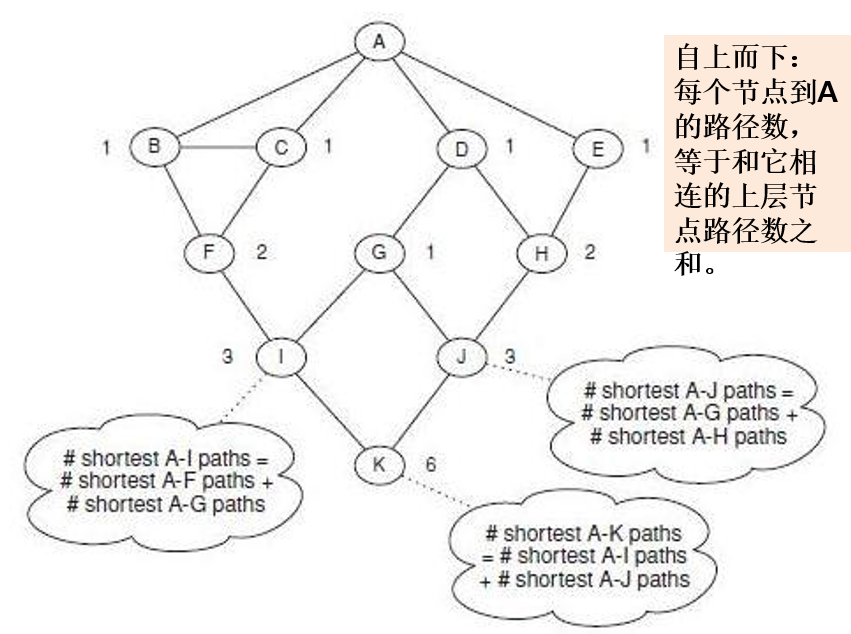 A
自上而下：
每个节点到A
的路径数，
等于和它相
连的上层节
点路径数之
和。
1 B C 1 D 1 E 1
F 2 G 1 H 2
3 I J 3
# shortest A-J paths =
# shortest A-G paths +
# shortest A-H paths
# shortest A-I paths =
# shortest A-F paths +
# shortest A-G paths
K 6
# shortest A-K paths
= # shortest A-I paths
+ # shortest A-J paths